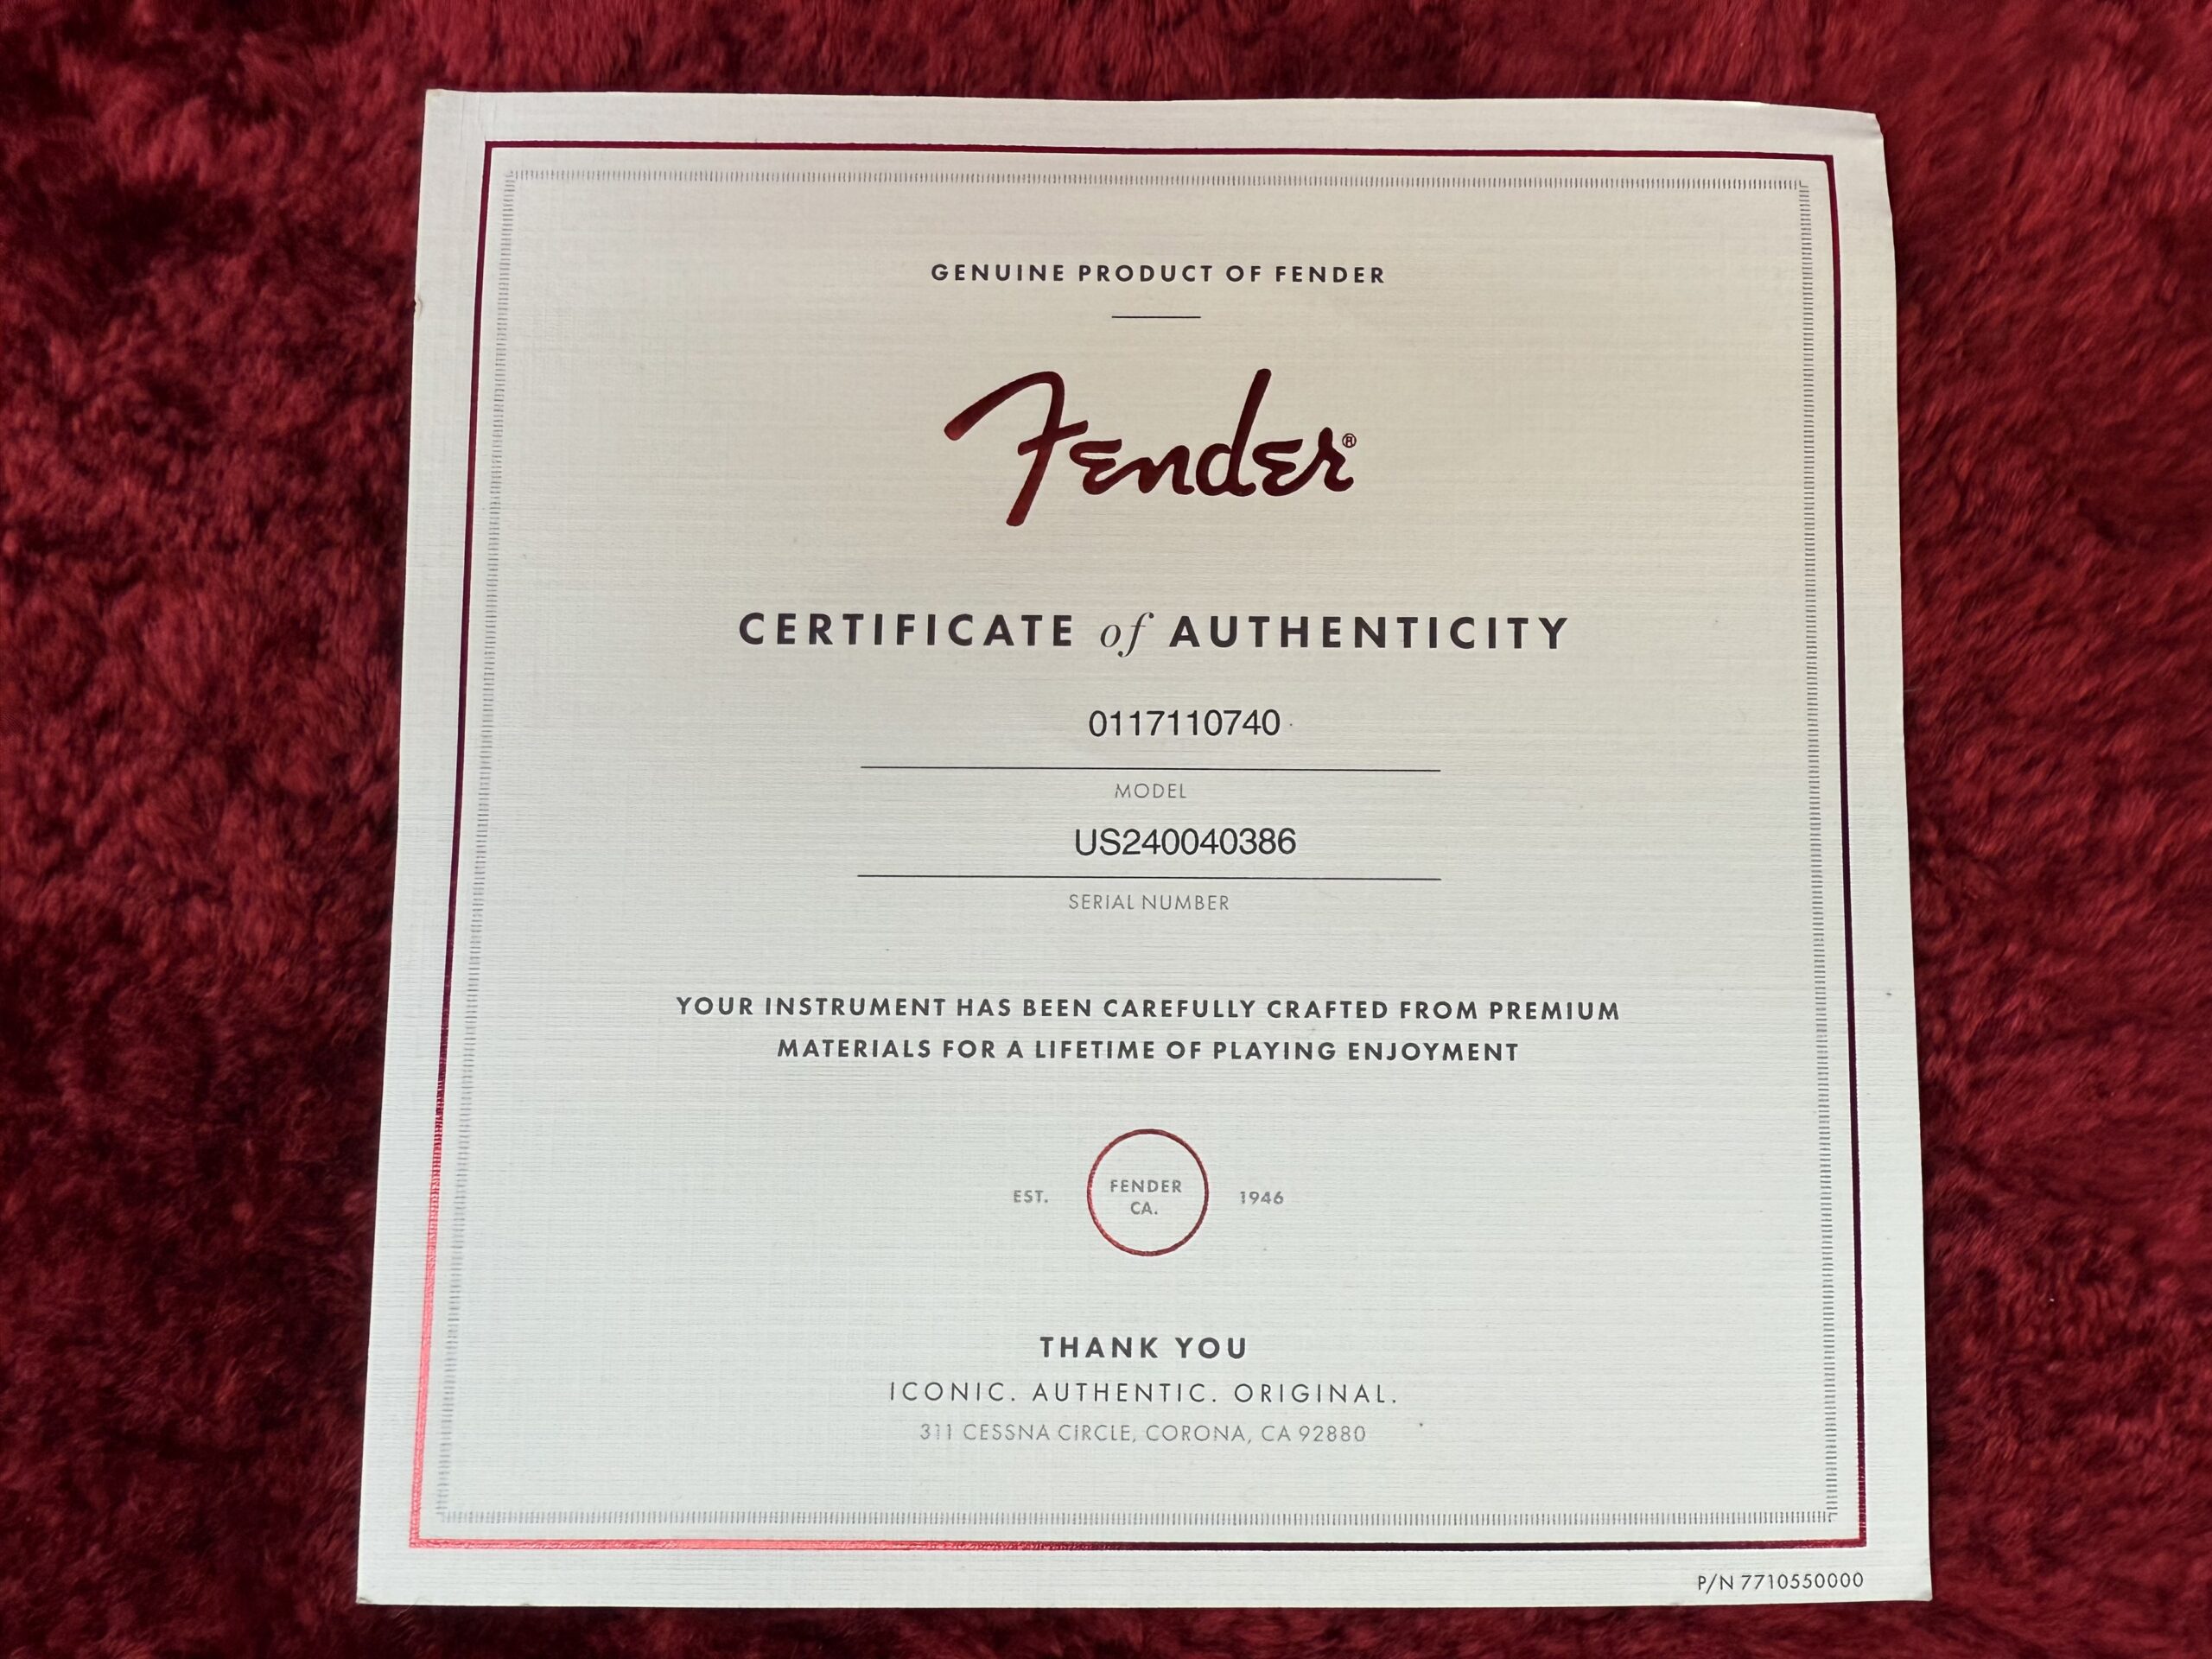 GENUINE PRODUCT OF FENDER
Fender®
CERTIFICATE of AUTHENTICITY
0117110740
MODEL
US240040386
SERIAL NUMBER
YOUR INSTRUMENT HAS BEEN CAREFULLY CRAFTED FROM PREMIUM
MATERIALS FOR A LIFETIME OF PLAYING ENJOYMENT
EST. FENDER CA. 1946
THANK YOU
ICONIC. AUTHENTIC. ORIGINAL.
311 CESSNA CIRCLE, CORONA, CA 92880
P/N 7710550000